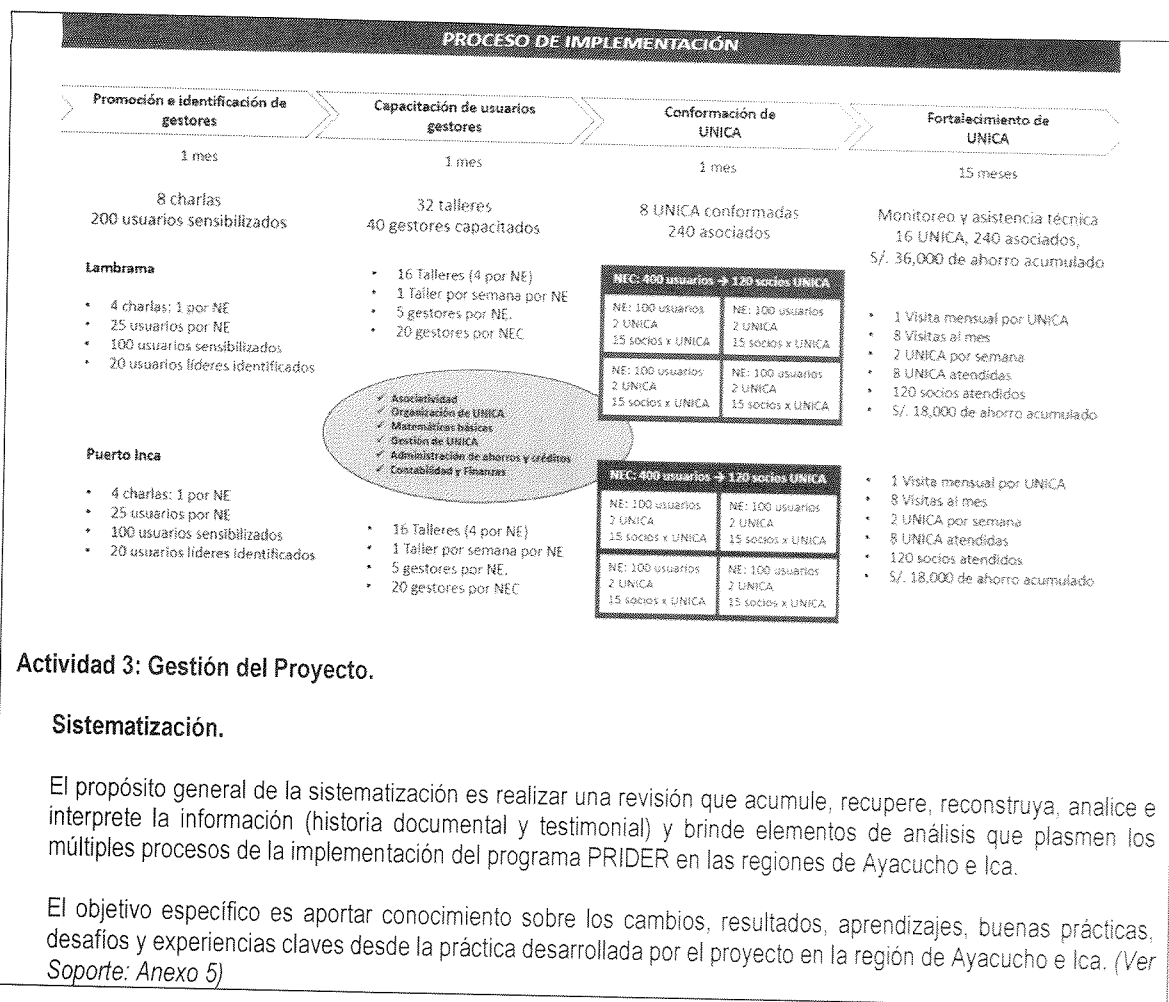 PROCESO DE IMPLEMENTACIÓN
Promoción e identificación de
gestores
1 mes
8 charlas
200 usuarios sensibilizados
Lambrama
• 4 charlas: 1 por NE
• 25 usuarios por NE
• 100 usuarios sensibilizados
• 20 usuarios líderes identificados
Puerto Inca
• 4 charlas: 1 por NE
• 25 usuarios por NE
• 100 usuarios sensibilizados
• 20 usuarios líderes identificados
Capacitación de usuarios
gestores
1 mes
32 talleres
40 gestores capacitados
• 16 Talleres (4 por NE)
• 1 Taller por semana por NE
• 5 gestores por NE.
• 20 gestores por NEC
✓ Asociatividad
✓ Organización de UNICA
✓ Matemáticas básicas
✓ Gestión de UNICA
✓ Administración de ahorros y créditos
✓ Contabilidad y Finanzas
• 16 Talleres (4 por NE)
• 1 Taller por semana por NE
• 5 gestores por NE.
• 20 gestores por NEC
Conformación de
UNICA
1 mes
8 UNICA conformadas
240 asociados
NEC: 400 usuarios → 120 socios UNICA
NE: 100 usuarios
2 UNICA
15 socios x UNICA
NE: 100 usuarios
2 UNICA
15 socios x UNICA
NE: 100 usuarios
2 UNICA
15 socios x UNICA
NE: 100 usuarios
2 UNICA
15 socios x UNICA
NEC: 400 usuarios → 120 socios UNICA
NE: 100 usuarios
2 UNICA
15 socios x UNICA
NE: 100 usuarios
2 UNICA
15 socios x UNICA
NE: 100 usuarios
2 UNICA
15 socios x UNICA
NE: 100 usuarios
2 UNICA
15 socios x UNICA
Fortalecimiento de
UNICA
15 meses
Monitoreo y asistencia técnica
16 UNICA, 240 asociados,
S/. 36,000 de ahorro acumulado
• 1 Visita mensual por UNICA
• 8 Visitas al mes
• 2 UNICA por semana
• 8 UNICA atendidas
• 120 socios atendidos
• S/. 18,000 de ahorro acumulado
• 1 Visita mensual por UNICA
• 8 Visitas al mes
• 2 UNICA por semana
• 8 UNICA atendidas
• 120 socios atendidos
• S/. 18,000 de ahorro acumulado
Actividad 3: Gestión del Proyecto.
Sistematización.
El propósito general de la sistematización es realizar una revisión que acumule, recupere, reconstruya, analice e
interprete la información (historia documental y testimonial) y brinde elementos de análisis que plasmen los
múltiples procesos de la implementación del programa PRIDER en las regiones de Ayacucho e Ica.
El objetivo específico es aportar conocimiento sobre los cambios, resultados, aprendizajes, buenas prácticas,
desafíos y experiencias claves desde la práctica desarrollada por el proyecto en la región de Ayacucho e Ica. (Ver
Soporte: Anexo 5)